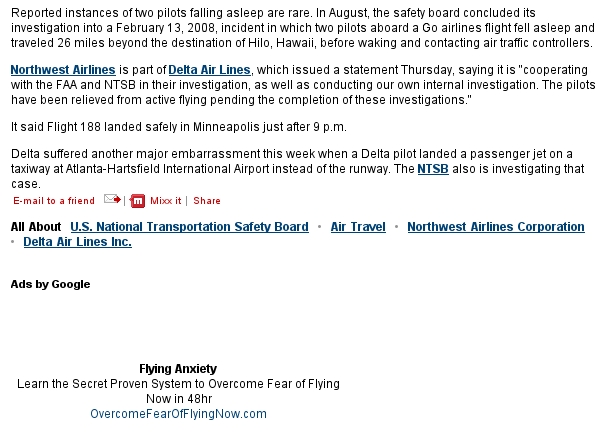 Reported instances of two pilots falling asleep are rare. In August, the safety board concluded its
investigation into a February 13, 2008, incident in which two pilots aboard a Go airlines flight fell asleep and
traveled 26 miles beyond the destination of Hilo, Hawaii, before waking and contacting air traffic controllers.
Northwest Airlines is part of Delta Air Lines, which issued a statement Thursday, saying it is "cooperating
with the FAA and NTSB in their investigation, as well as conducting our own internal investigation. The pilots
have been relieved from active flying pending the completion of these investigations."
It said Flight 188 landed safely in Minneapolis just after 9 p.m.
Delta suffered another major embarrassment this week when a Delta pilot landed a passenger jet on a
taxiway at Atlanta-Hartsfield International Airport instead of the runway. The NTSB also is investigating that
case.
E-mail to a friend | m Mixx it | Share
All About U.S. National Transportation Safety Board • Air Travel • Northwest Airlines Corporation
• Delta Air Lines Inc.
Ads by Google
Flying Anxiety
Learn the Secret Proven System to Overcome Fear of Flying
Now in 48hr
OvercomeFearOfFlyingNow.com